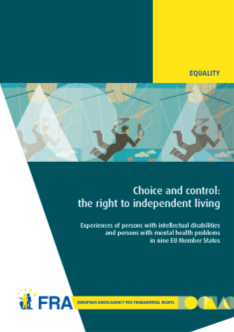 EQUALITY
Choice and control:
the right to independent living
Experiences of persons with intellectual disabilities
and persons with mental health problems
in nine EU Member States
FRA
EUROPEAN UNION AGENCY FOR FUNDAMENTAL RIGHTS